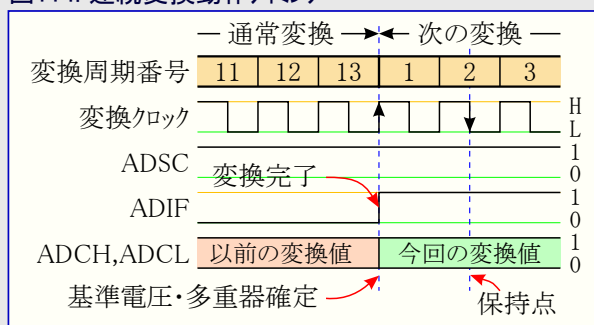 通常変換 次の変換
変換周期番号 11 12 13 1 2 3
変換クロック H L
ADSC 1 0
変換完了
ADIF 1 0
ADCH,ADCL 以前の変換値 今回の変換値 1 0
基準電圧・多重器確定 保持点